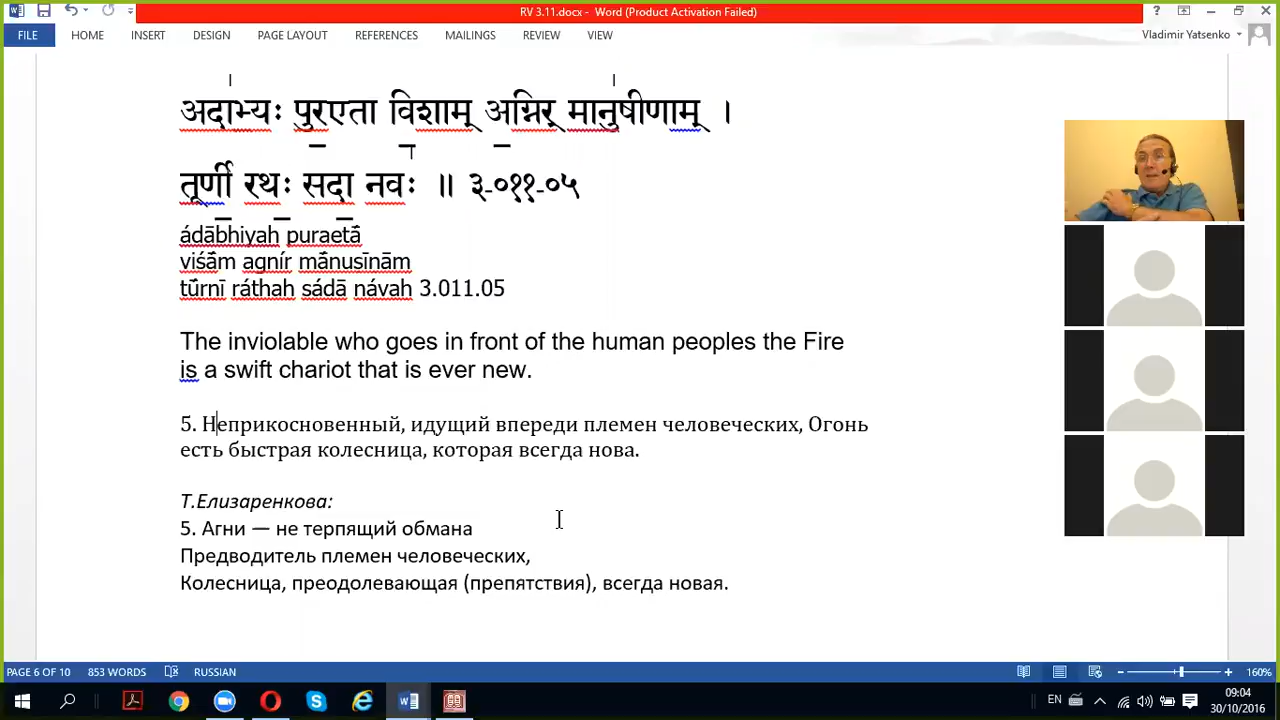 RV 3.11.docx - Word (Product Activation Failed)
FILE HOME INSERT DESIGN PAGE LAYOUT REFERENCES MAILINGS REVIEW VIEW Vladimir Yatsenko
अदाभ्यः पुरएता विशाम् अग्निर् मानुषीणाम् ।
तूर्णी रथः सदा नवः ॥ ३-०११-०५
ádābhiyah puraetā́
viśā́m agnír mā́nusīnām
tū́rnī ráthah sádā návah 3.011.05
The inviolable who goes in front of the human peoples the Fire
is a swift chariot that is ever new.
5. Неприкосновенный, идущий впереди племен человеческих, Огонь
есть быстрая колесница, которая всегда нова.
Т.Елизаренкова:
5. Агни — не терпящий обмана
Предводитель племен человеческих,
Колесница, преодолевающая (препятствия), всегда новая.
PAGE 6 OF 10 853 WORDS RUSSIAN 160%
EN 09:04
30/10/2016